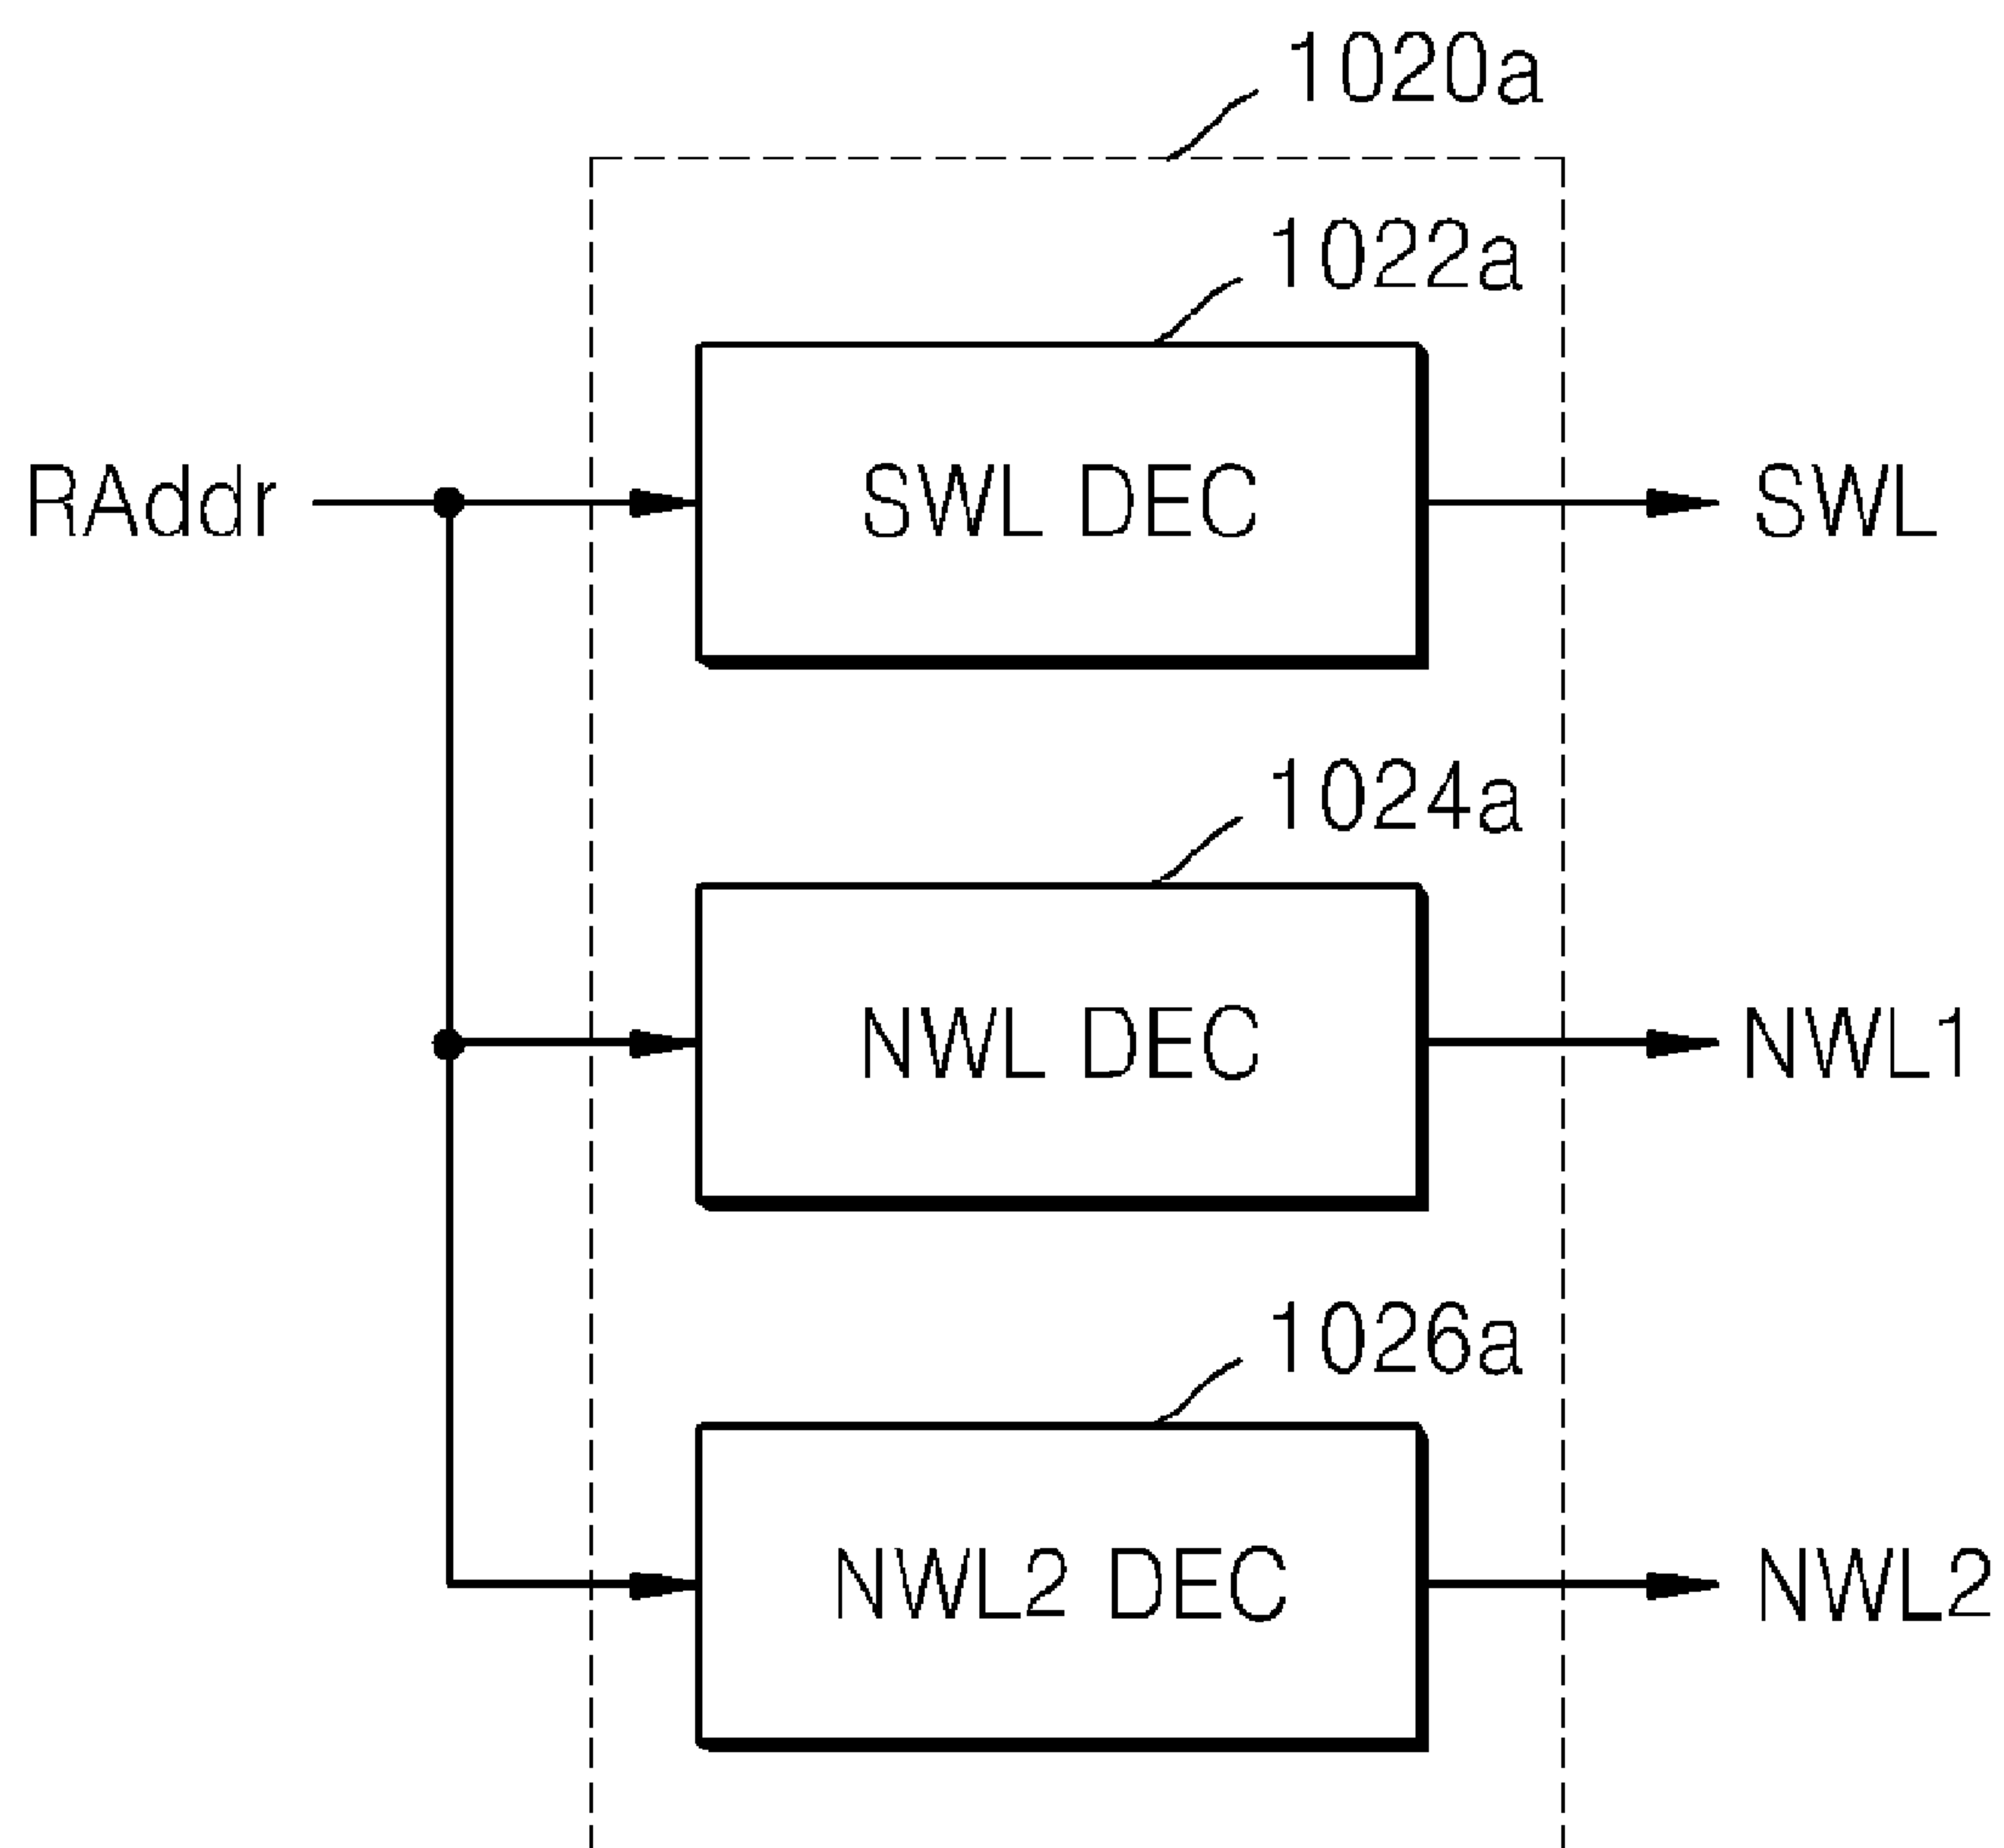 1020a
1022a
RAddr
SWL DEC
SWL
1024a
NWL DEC
NWL1
1026a
NWL2 DEC
NWL2